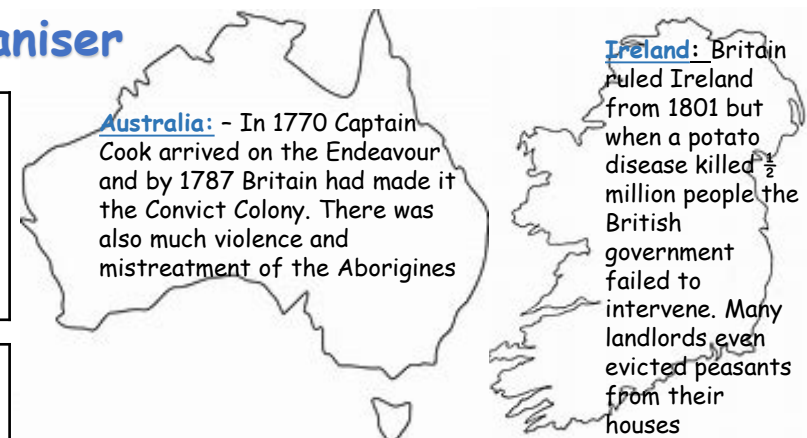 aniser
Australia: – In 1770 Captain
Cook arrived on the Endeavour
and by 1787 Britain had made it
the Convict Colony. There was
also much violence and
mistreatment of the Aborigines
Ireland: Britain
ruled Ireland
from 1801 but
when a potato
disease killed ½
million people the
British
government
failed to
intervene. Many
landlords even
evicted peasants
from their
houses